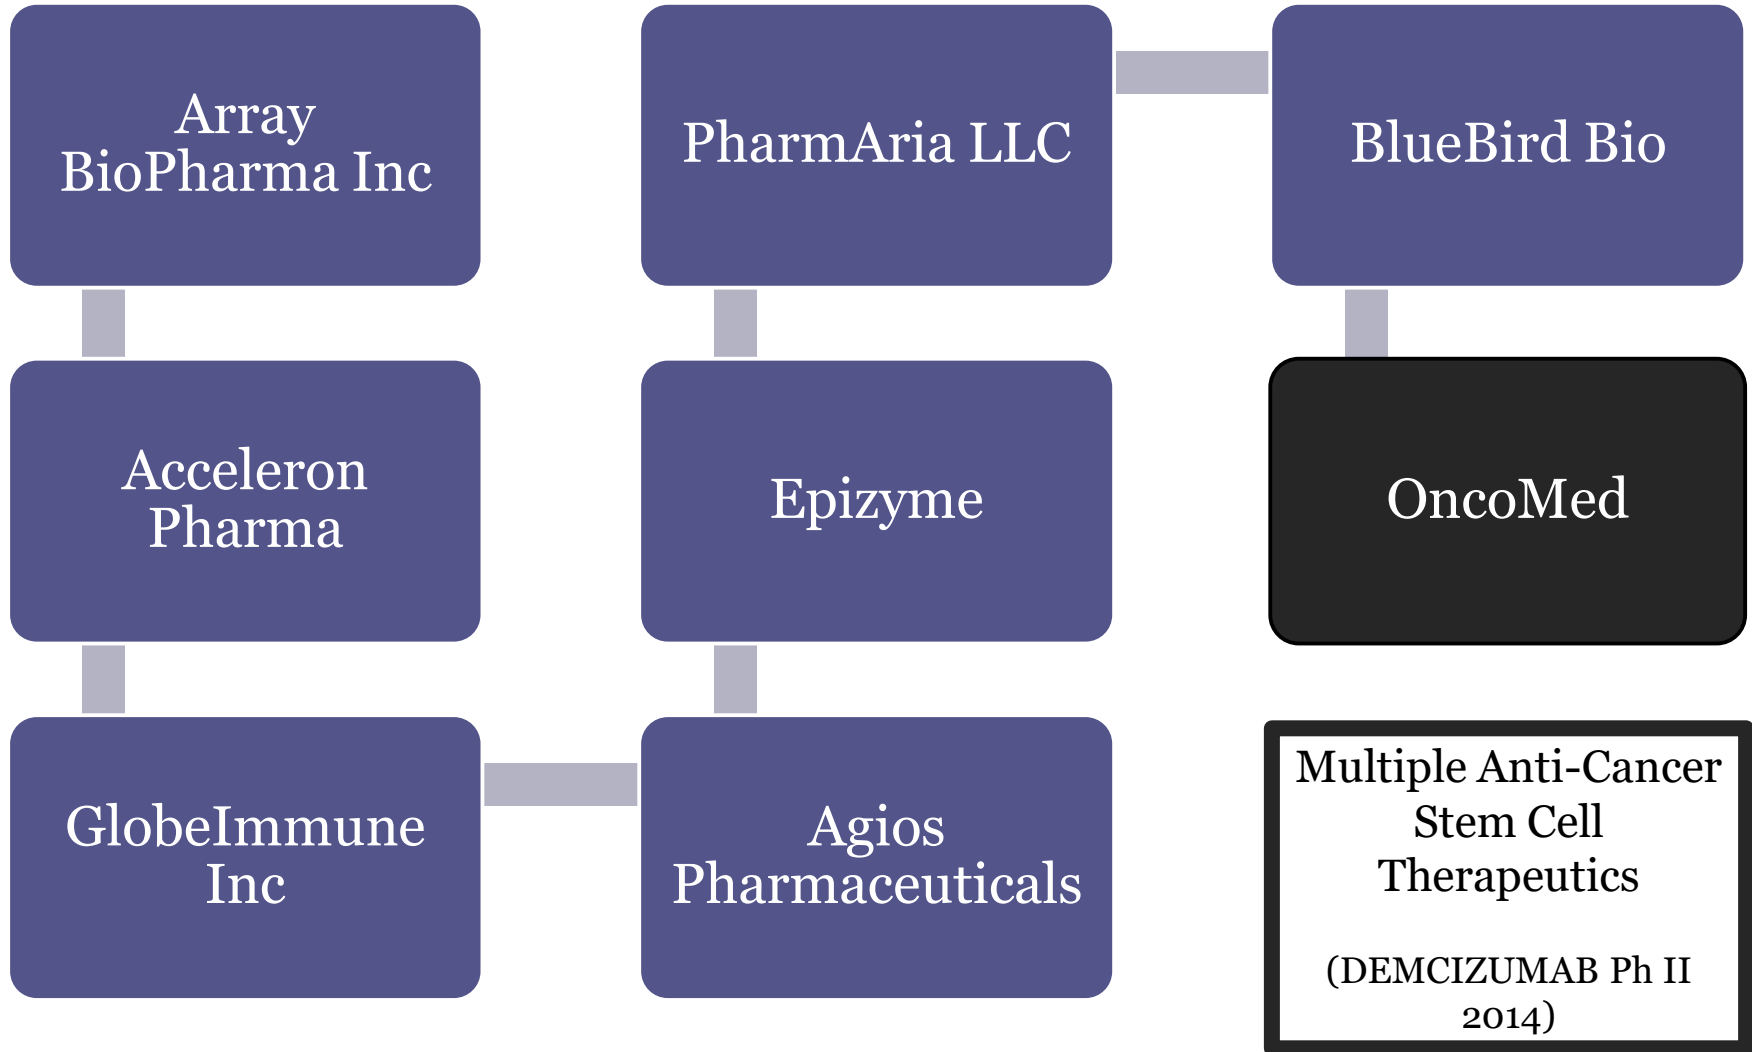 Array
BioPharma Inc
Acceleron
Pharma
GlobeImmune
Inc
Agios
Pharmaceuticals
Epizyme
PharmAria LLC
BlueBird Bio
OncoMed
Multiple Anti-Cancer
Stem Cell
Therapeutics
(DEMCIZUMAB Ph II
2014)